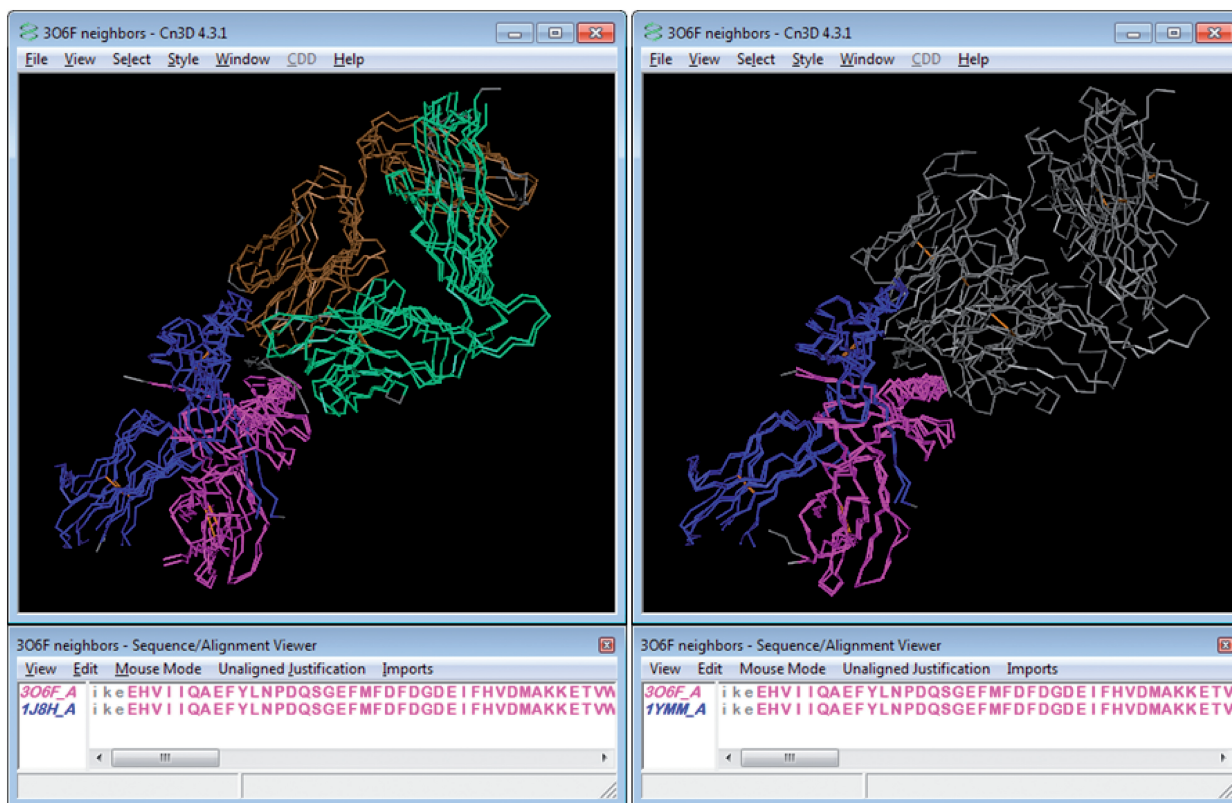 3O6F neighbors - Cn3D 4.3.1
File View Select Style Window CDD Help
3O6F neighbors - Sequence/Alignment Viewer
View Edit Mouse Mode Unaligned Justification Imports
3O6F_A ikeEHVIIQAEFYLNPDQSGEFMFDFDGDEIFHVDMAKKETVW
1J8H_A ikeEHVIIQAEFYLNPDQSGEFMFDFDGDEIFHVDMAKKETVW
3O6F neighbors - Cn3D 4.3.1
File View Select Style Window CDD Help
3O6F neighbors - Sequence/Alignment Viewer
View Edit Mouse Mode Unaligned Justification Imports
3O6F_A ikeEHVIIQAEFYLNPDQSGEFMFDFDGDEIFHVDMAKKETV
1YMM_A ikeEHVIIQAEFYLNPDQSGEFMFDFDGDEIFHVDMAKKETV